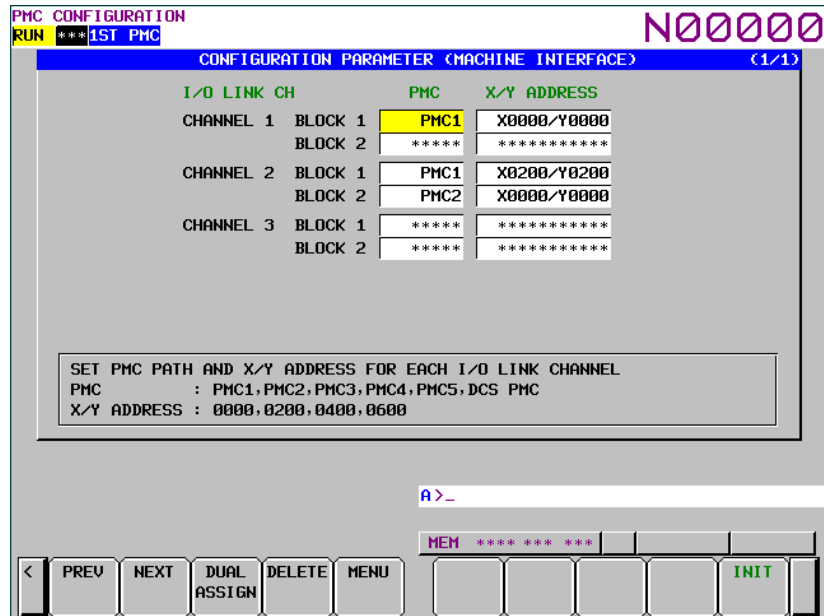 PMC CONFIGURATION
RUN ***1ST PMC
N00000
CONFIGURATION PARAMETER (MACHINE INTERFACE) (1/1)
I/O LINK CH PMC X/Y ADDRESS
CHANNEL 1 BLOCK 1 PMC1 X0000/Y0000
BLOCK 2 ***** ***********
CHANNEL 2 BLOCK 1 PMC1 X0200/Y0200
BLOCK 2 PMC2 X0000/Y0000
CHANNEL 3 BLOCK 1 ***** ***********
BLOCK 2 ***** ***********
SET PMC PATH AND X/Y ADDRESS FOR EACH I/O LINK CHANNEL
PMC : PMC1,PMC2,PMC3,PMC4,PMC5,DCS PMC
X/Y ADDRESS : 0000,0200,0400,0600
A>_
MEM **** *** ***
< PREV NEXT DUAL ASSIGN DELETE MENU INIT